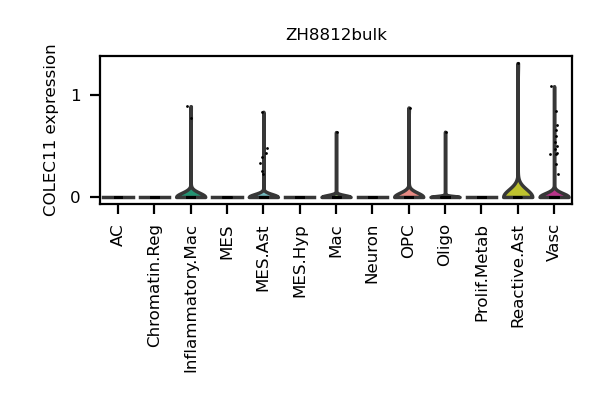 ZH8812bulk
COLEC11 expression
1
0
AC
Chromatin.Reg
Inflammatory.Mac
MES
MES.Ast
MES.Hyp
Mac
Neuron
OPC
Oligo
Prolif.Metab
Reactive.Ast
Vasc